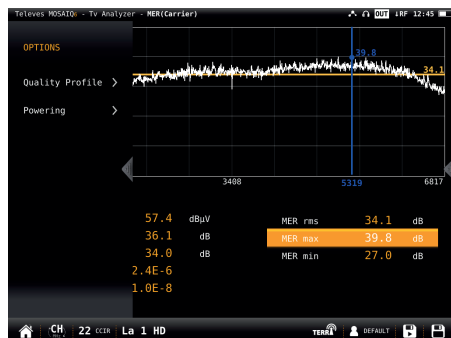 Televes MOSAIQ6 - Tv Analyzer - MER(Carrier) OUT ↓RF 12:45
OPTIONS
39.8
34.1
Quality Profile >
Powering >
3408 5319 6817
57.4 dBµV MER rms 34.1 dB
36.1 dB MER max 39.8 dB
34.0 dB MER min 27.0 dB
2.4E-6
1.0E-8
CH 22 CCIR La 1 HD TERR DEFAULT